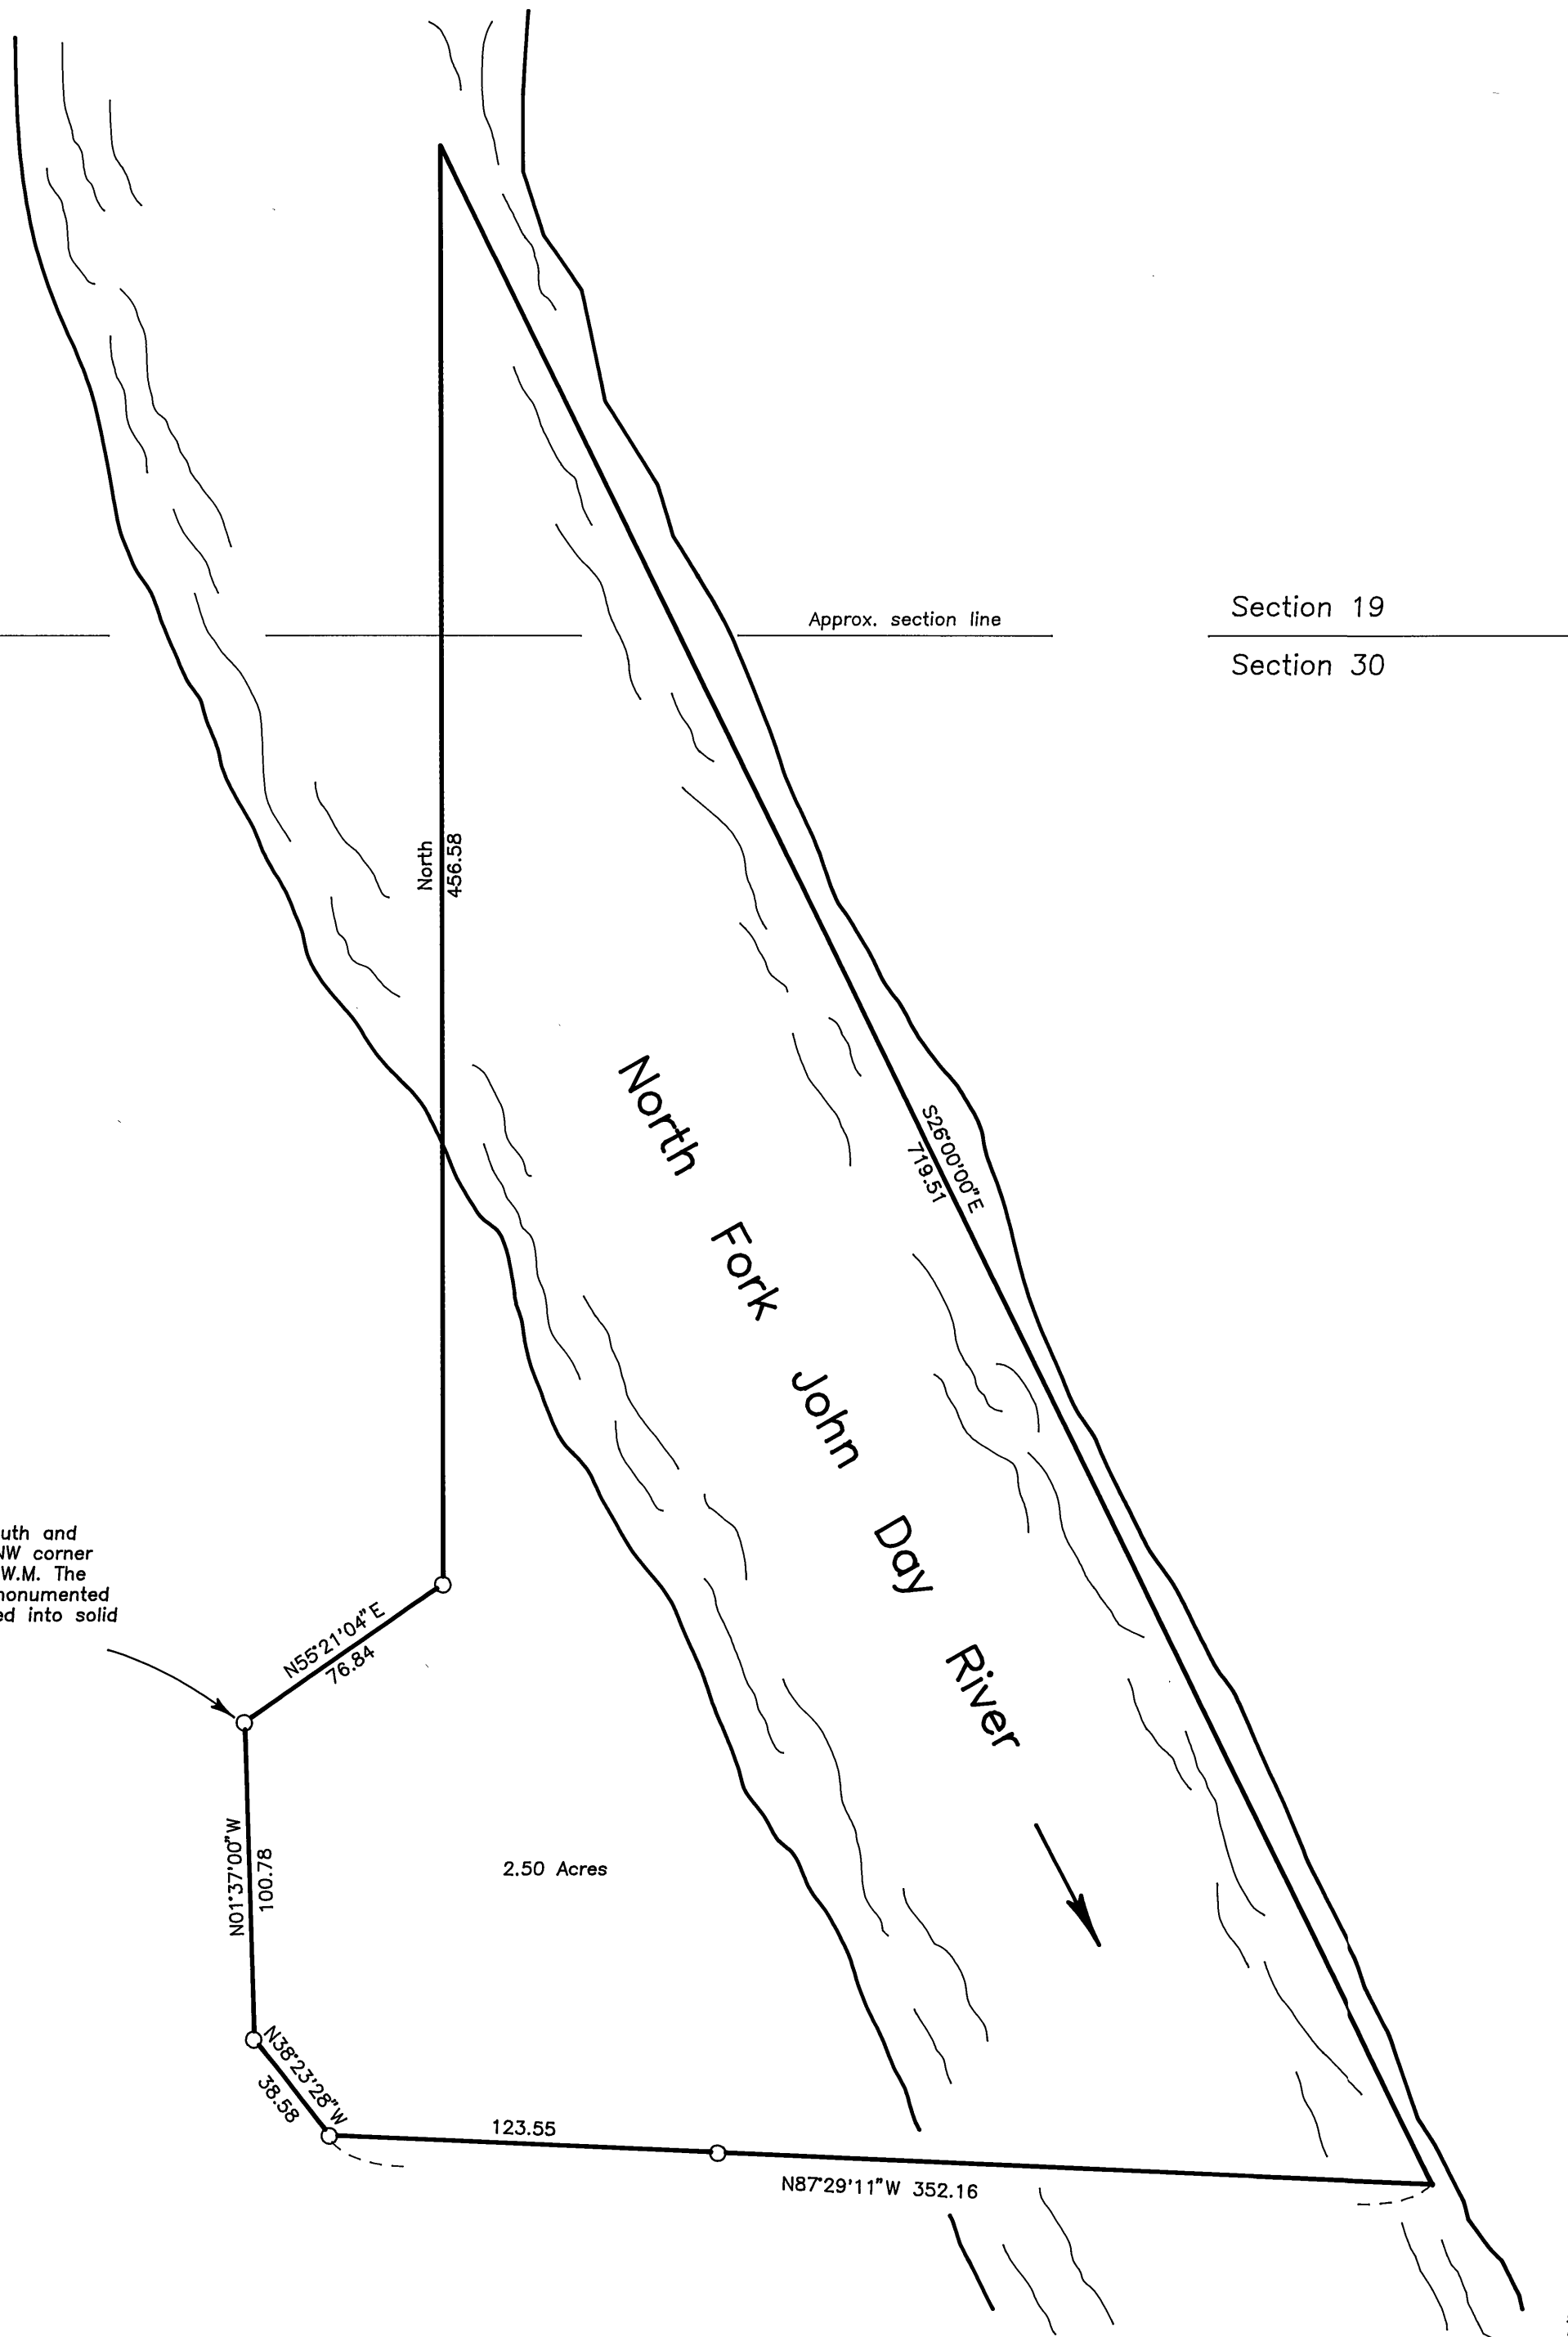 Approx. section line
Section 19
Section 30
North
456.58
S26°00'00"E
719.51
North Fork John Day River
uth and
NW corner
W.M. The
monumented
ed into solid
N55°21'04"E
76.84
N01°37'00"W
100.78
2.50 Acres
N38°23'28"W
38.58
123.55
N87°29'11"W 352.16